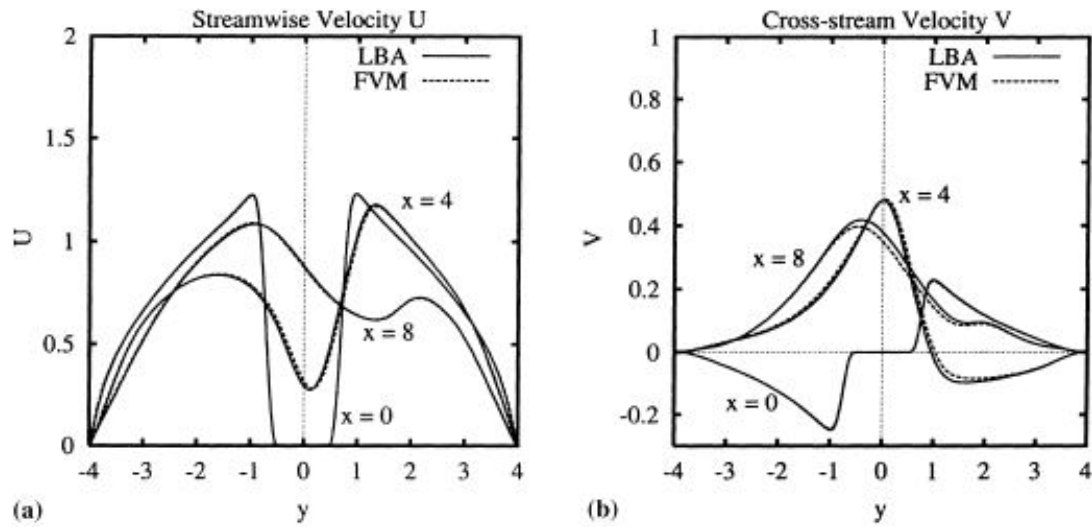 Streamwise Velocity U
2
LBA
FVM
1.5
x = 4
U
1
x = 8
0.5
x = 0
0
-4 -3 -2 -1 0 1 2 3 4
(a)
y
Cross-stream Velocity V
1
LBA
FVM
0.8
0.6
x = 4
0.4
V
x = 8
0.2
0
x = 0
-0.2
-4 -3 -2 -1 0 1 2 3 4
(b)
y